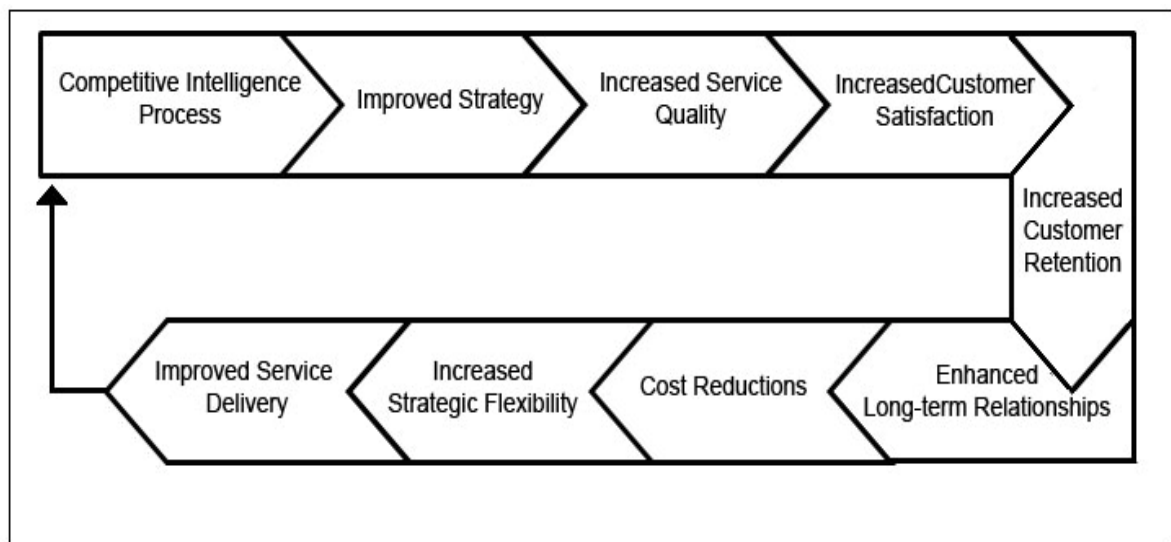 Competitive Intelligence
Process
Improved Strategy
Increased Service
Quality
IncreasedCustomer
Satisfaction
Increased
Customer
Retention
Enhanced
Long-term Relationships
Cost Reductions
Increased
Strategic Flexibility
Improved Service
Delivery